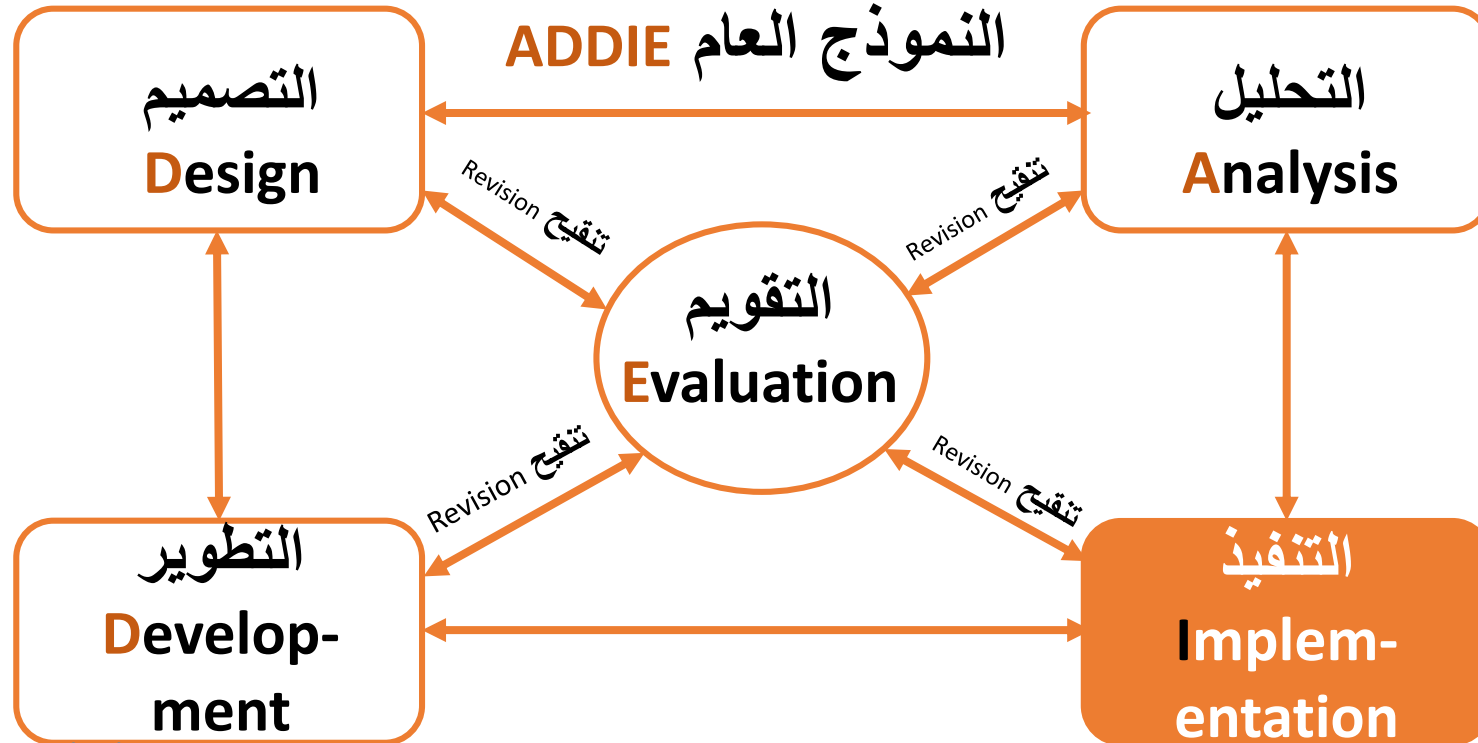 النموذج العام ADDIE
التحليل
Analysis
التصميم
Design
تنقيح Revision
تنقيح Revision
التقويم
Evaluation
تنقيح Revision
تنقيح Revision
التطوير
Develop-
ment
التنفيذ
Implem-
entation